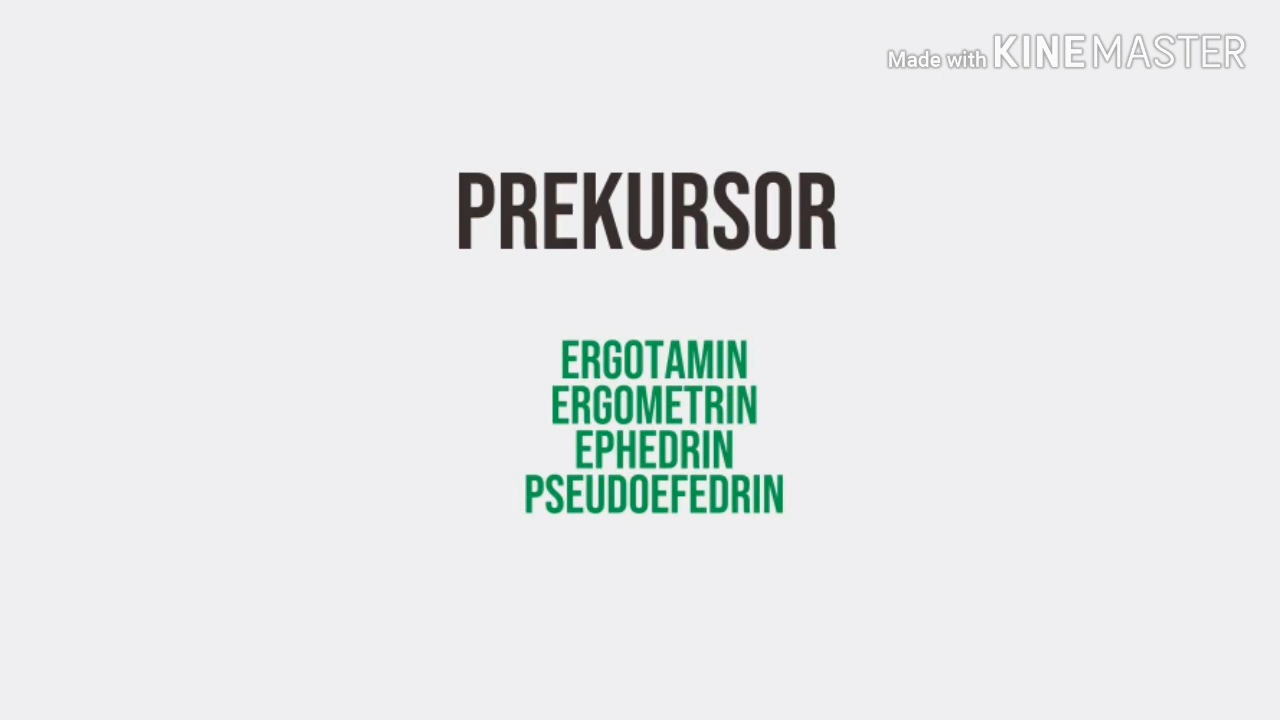 Made with KINEMASTER
PREKURSOR
ERGOTAMIN
ERGOMETRIN
EPHEDRIN
PSEUDOEFEDRIN